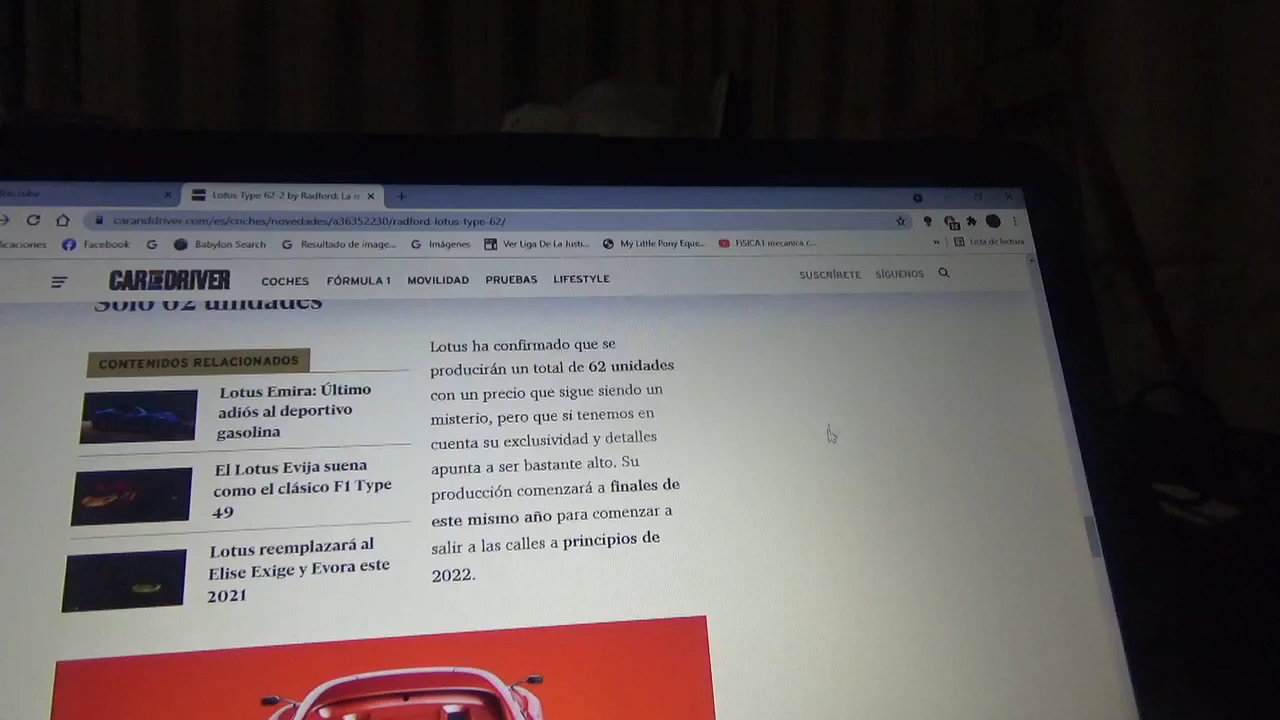 Lotus Type 62-2 by Radford: La
caranddriver.com/es/coches/novedades/a36352230/radford-lotus-type-62/
Facebook
Babylon Search
Resultado de image...
Imágenes
Ver Liga De La Justi...
My Little Pony Eque...
FISICA1 mecanica c...
»
Lista de lectura
CAR AND DRIVER
COCHES
FÓRMULA 1
MOVILIDAD
PRUEBAS
LIFESTYLE
SUSCRÍBETE
SÍGUENOS
Solo 62 unidades
CONTENIDOS RELACIONADOS
Lotus Emira: Último
adiós al deportivo
gasolina
El Lotus Evija suena
como el clásico F1 Type
49
Lotus reemplazará al
Elise Exige y Evora este
2021
Lotus ha confirmado que se
producirán un total de 62 unidades
con un precio que sigue siendo un
misterio, pero que si tenemos en
cuenta su exclusividad y detalles
apunta a ser bastante alto. Su
producción comenzará a finales de
este mismo año para comenzar a
salir a las calles a principios de
2022.